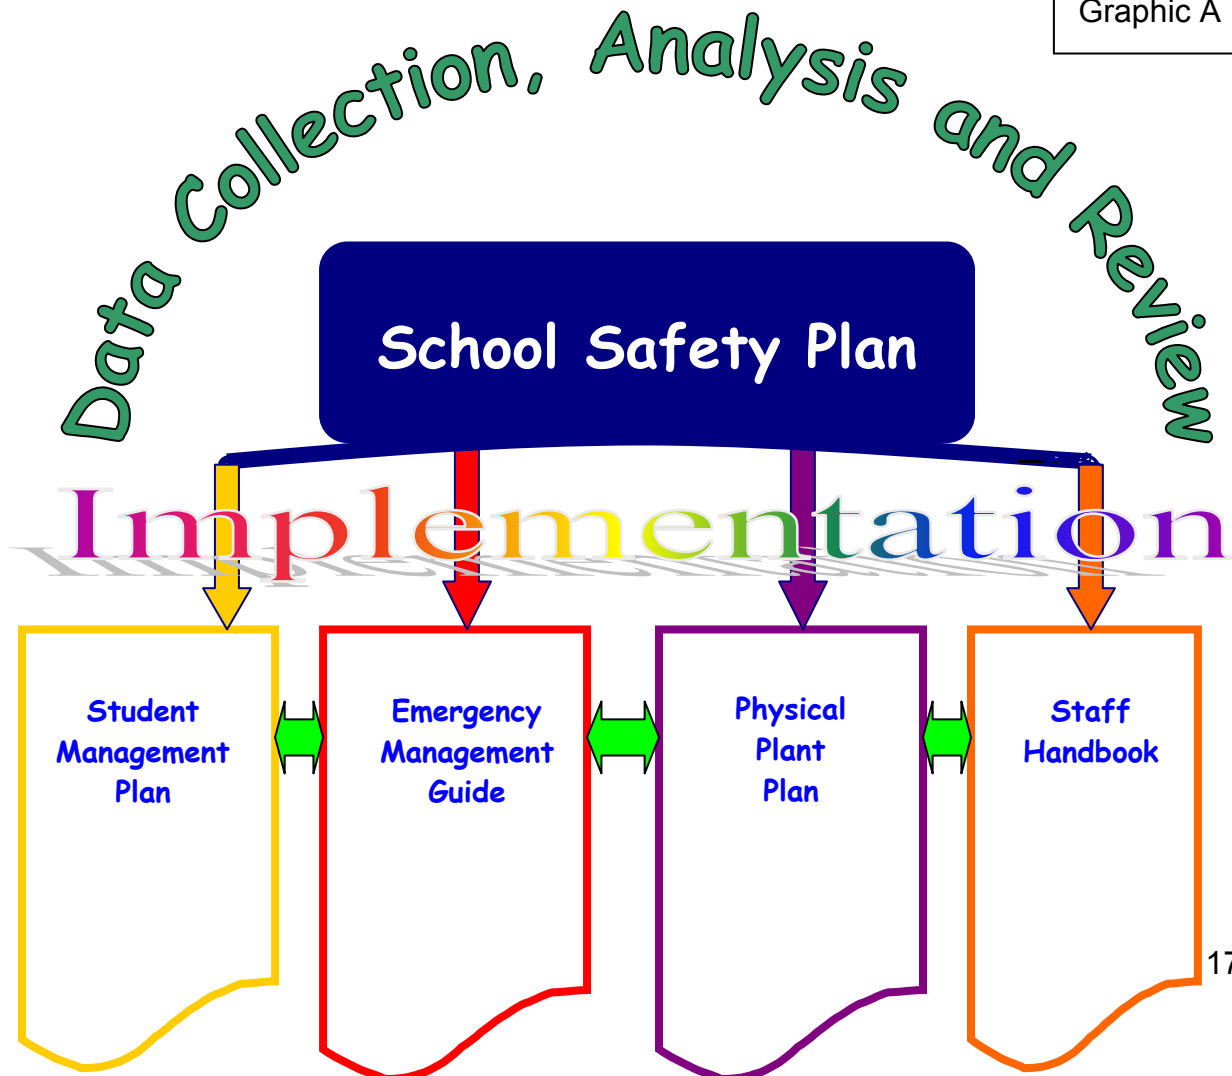 Graphic A
Data Collection, Analysis and Review
School Safety Plan
Implementation
Student
Management
Plan
Emergency
Management
Guide
Physical
Plant
Plan
Staff
Handbook
17